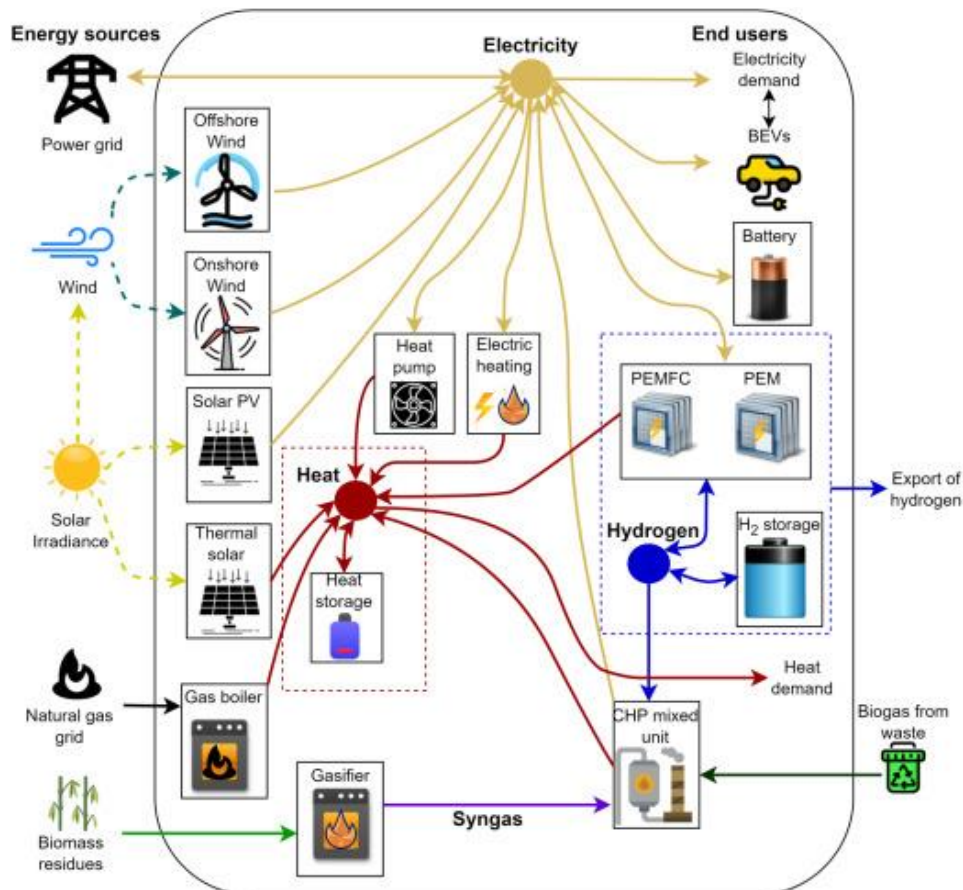 Energy sources
Electricity
End users
Power grid
Electricity
demand
BEVs
Offshore
Wind
Wind
Onshore
Wind
Battery
Heat
pump
Electric
heating
PEMFC
PEM
Solar PV
Solar
Irradiance
Heat
Export of
hydrogen
Thermal
solar
Heat
storage
Hydrogen
H₂ storage
Heat
demand
Natural gas
grid
Gas boiler
CHP mixed
unit
Biogas from
waste
Gasifier
Syngas
Biomass
residues